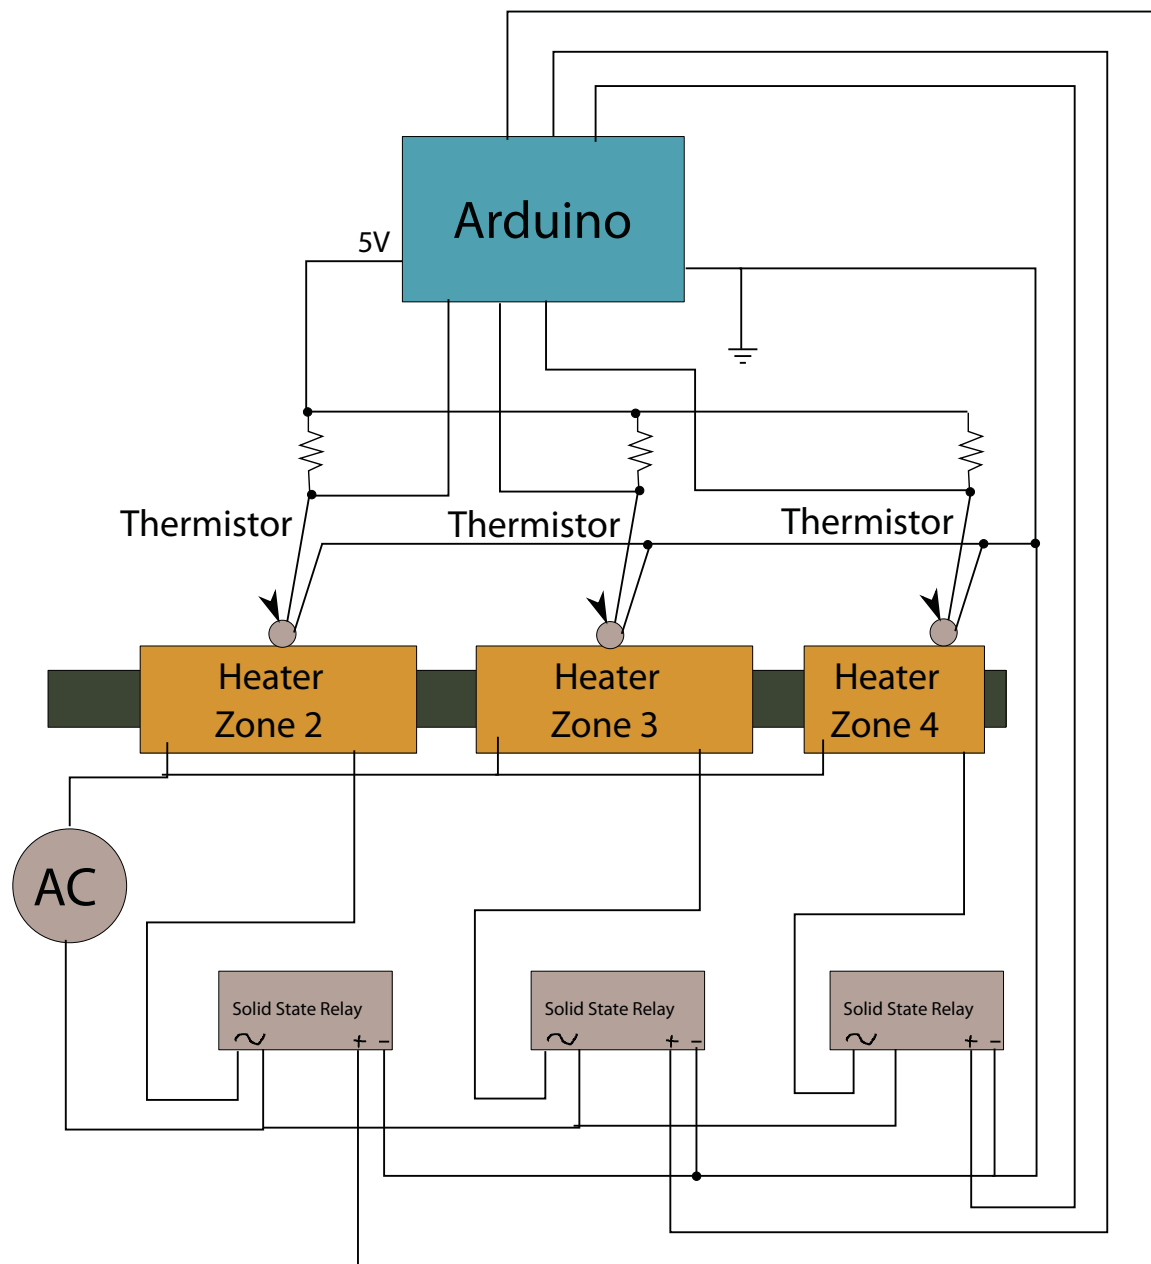 Arduino
5V
Thermistor
Thermistor
Thermistor
Heater
Zone 2
Heater
Zone 3
Heater
Zone 4
AC
Solid State Relay
+ −
Solid State Relay
+ −
Solid State Relay
+ −